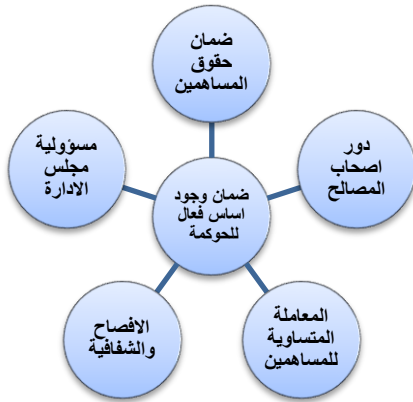 ضمان
حقوق
المساهمين
دور
اصحاب
المصالح
مسؤولية
مجلس
الادارة
ضمان وجود
اساس فعال
للحوكمة
المعاملة
المتساوية
للمساهمين
الافصاح
والشفافية